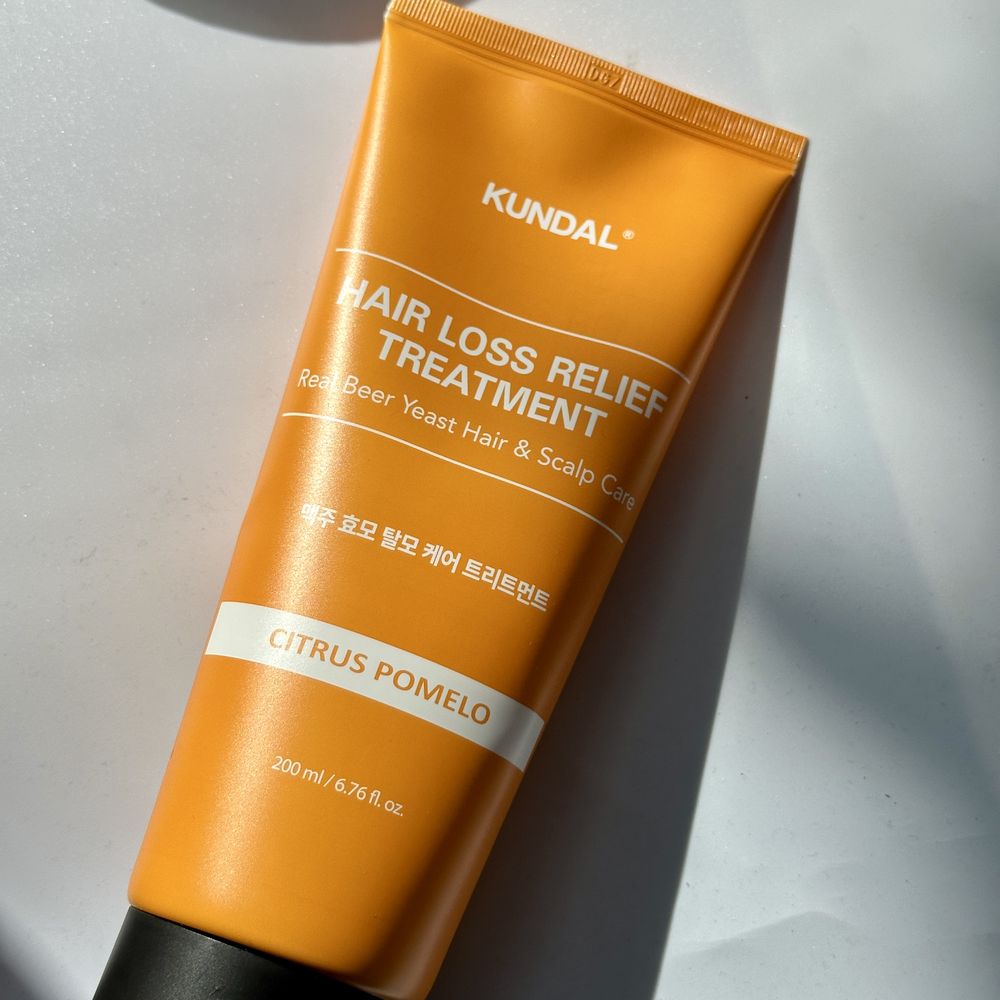 KUNDAL®
HAIR LOSS RELIEF
TREATMENT
Real Beer Yeast Hair & Scalp Care
맥주 효모 탈모 케어 트리트먼트
CITRUS POMELO
200 ml / 6.76 fl. oz.